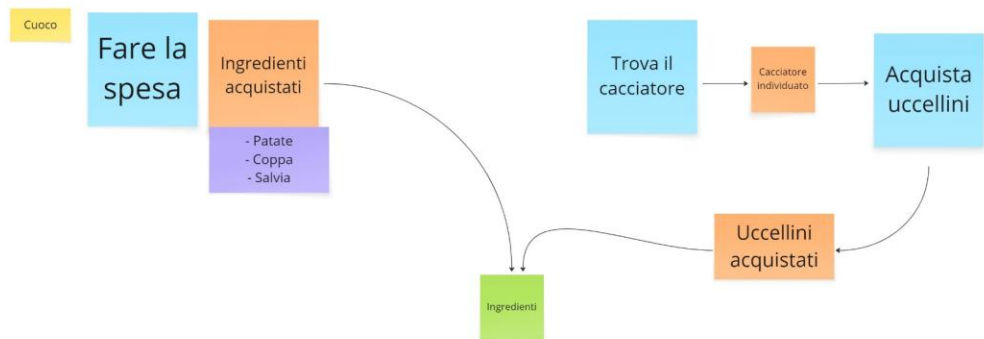 Cuoco
Fare la
spesa
Ingredienti
acquistati
- Patate
- Coppa
- Salvia
Trova il
cacciatore
Cacciatore
individuato
Acquista
uccellini
Uccellini
acquistati
Ingredienti